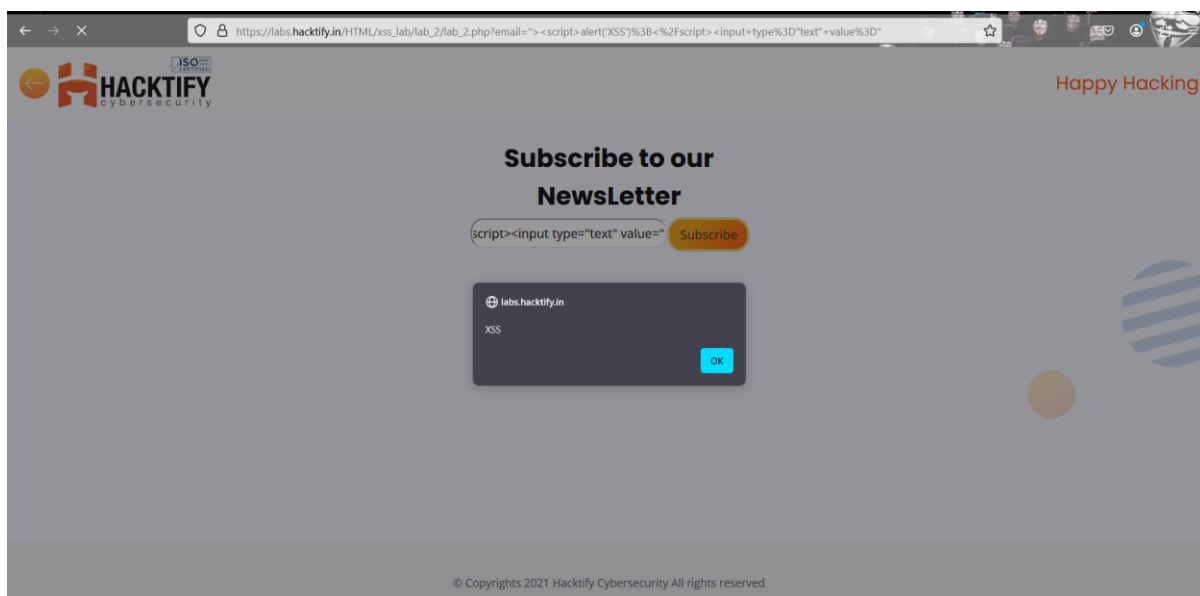 https://labs.hacktify.in/HTML/xss_lab/lab_2/lab_2.php?email="><script>alert('XSS')%3B<%2Fscript><input+type%3D"text"+value%3D"
ISO
CERTIFIED
HACKTIFY
cybersecurity
Happy Hacking
Subscribe to our
NewsLetter
script><input type="text" value="
Subscribe
labs.hacktify.in
XSS
OK
© Copyrights 2021 Hacktify Cybersecurity All rights reserved